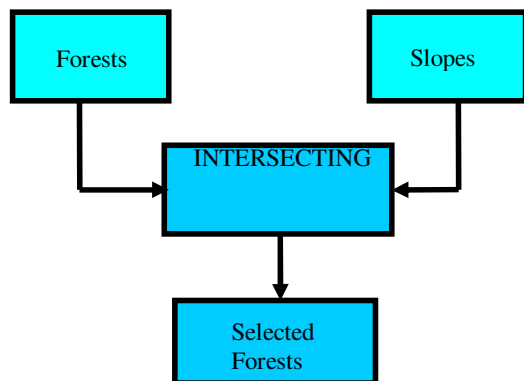 Forests
Slopes
INTERSECTING
Selected
Forests